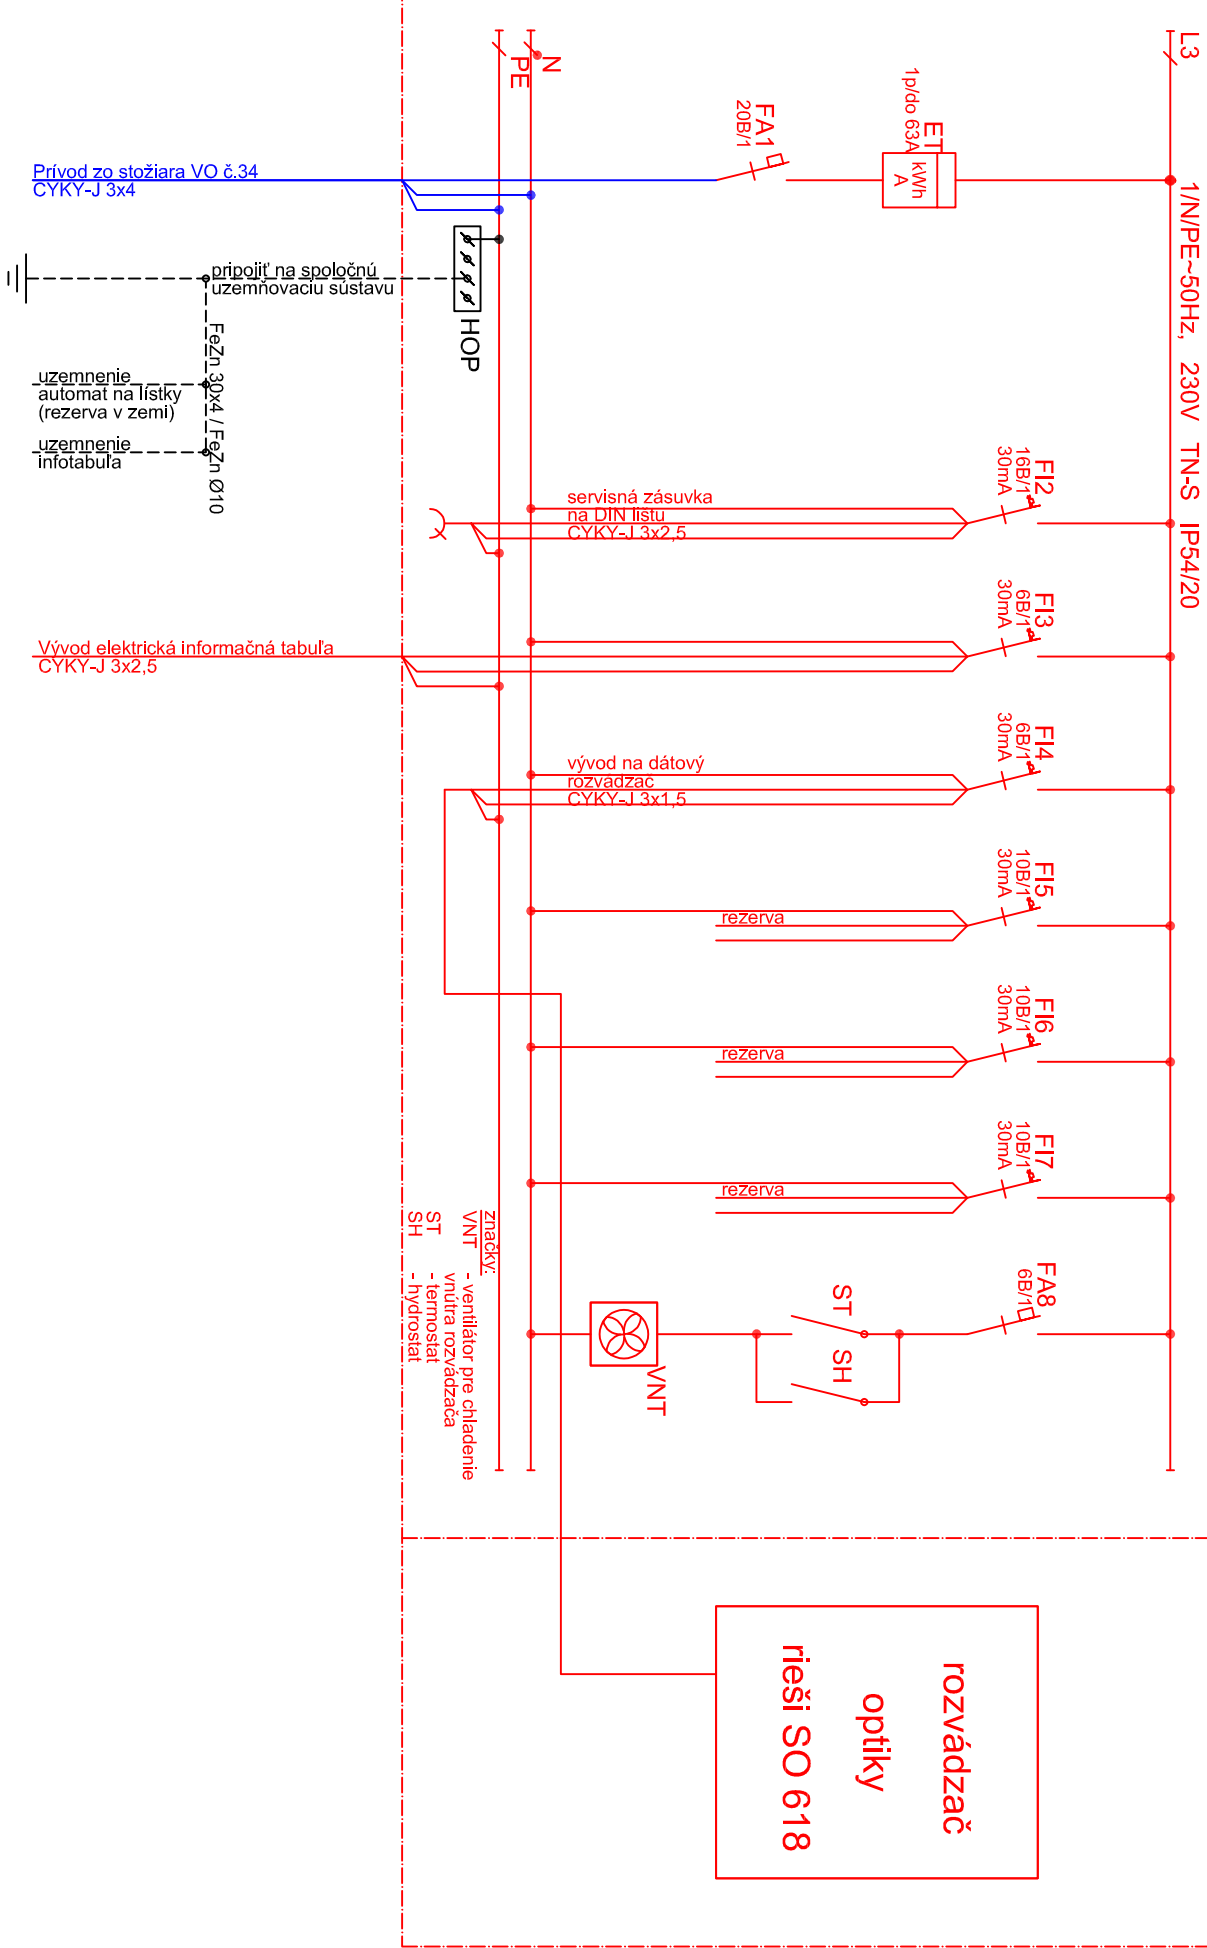 L3
1/N/PE~50Hz, 230V TN-S IP54/20
N
PE
ET
1p/do 63A
kWh
A
FA1
20B/1
Prívod zo stožiara VO č.34
CYKY-J 3x4
HOP
pripojiť na spoločnú
uzemňovaciu sústavu
FeZn 30x4 / FeZn Ø10
uzemnenie
automat na lístky
(rezerva v zemi)
uzemnenie
infotabuľa
FI2
16B/1
30mA
servisná zásuvka
na DIN lištu
CYKY-J 3x2,5
FI3
6B/1
30mA
Vývod elektrická informačná tabuľa
CYKY-J 3x2,5
FI4
6B/1
30mA
vývod na dátový
rozvádzač
CYKY-J 3x1,5
FI5
10B/1
30mA
rezerva
FI6
10B/1
30mA
rezerva
FI7
10B/1
30mA
rezerva
FA8
6B/1
ST
SH
VNT
značky:
VNT - ventilátor pre chladenie
vnútra rozvádzača
ST - termostat
SH - hydrostat
rozvádzač
optiky
rieši SO 618